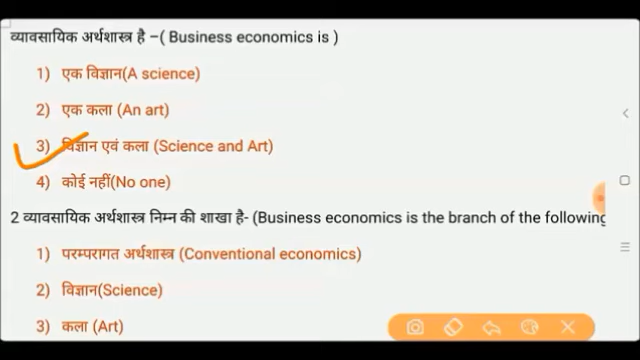 व्यावसायिक अर्थशास्त्र है –( Business economics is )
1) एक विज्ञान(A science)
2) एक कला (An art)
3) विज्ञान एवं कला (Science and Art)
4) कोई नहीं(No one)
2 व्यावसायिक अर्थशास्त्र निम्न की शाखा है- (Business economics is the branch of the following
1) परम्परागत अर्थशास्त्र (Conventional economics)
2) विज्ञान(Science)
3) कला (Art)